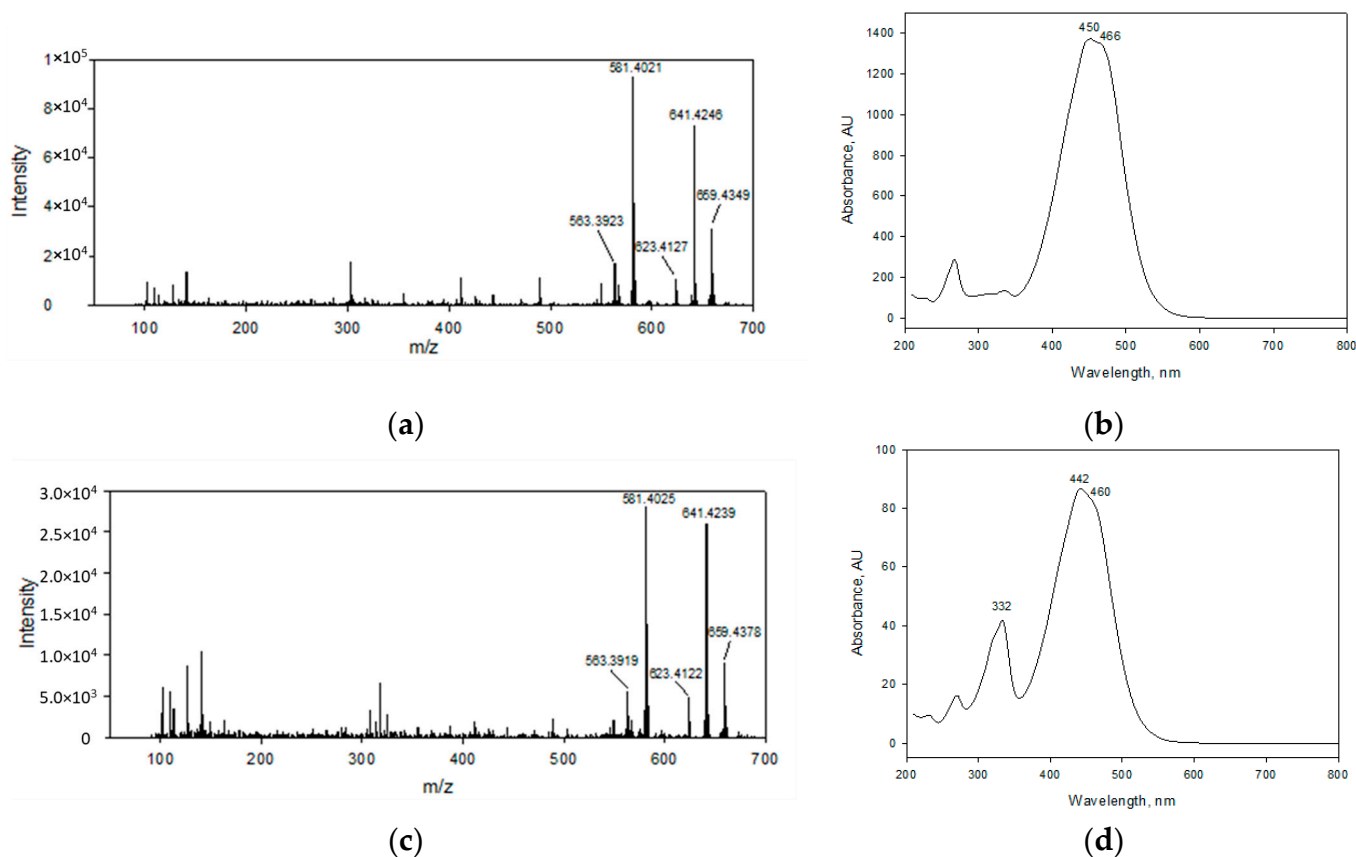 1×10⁵
8×10⁴
6×10⁴
4×10⁴
2×10⁴
0
Intensity
581.4021
641.4246
659.4349
563.3923
623.4127
100 200 300 400 500 600 700
m/z
(a)
1400
1200
1000
800
600
400
200
0
Absorbance, AU
450
466
200 300 400 500 600 700 800
Wavelength, nm
(b)
3.0×10⁴
2.5×10⁴
2.0×10⁴
1.5×10⁴
1.0×10⁴
5.0×10³
0
Intensity
581.4025
641.4239
659.4378
563.3919
623.4122
100 200 300 400 500 600 700
m/z
(c)
100
80
60
40
20
0
Absorbance, AU
442
460
332
200 300 400 500 600 700 800
Wavelength, nm
(d)